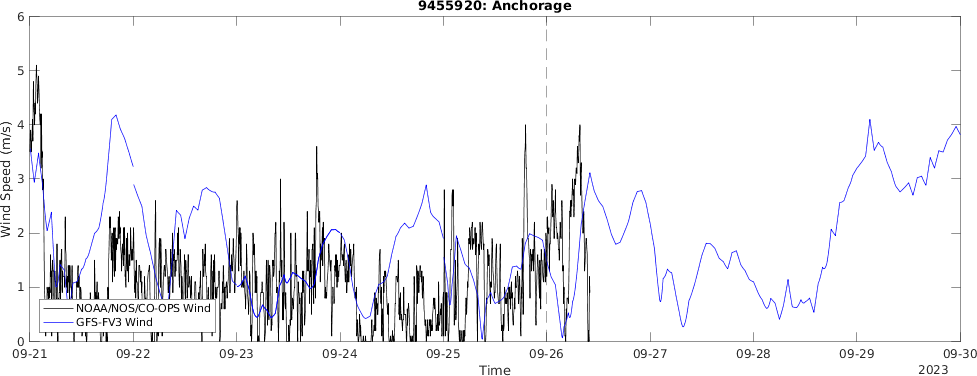 9455920: Anchorage
6
5
4
3
2
1
0
Wind Speed (m/s)
NOAA/NOS/CO-OPS Wind
GFS-FV3 Wind
09-21 09-22 09-23 09-24 09-25 09-26 09-27 09-28 09-29 09-30
Time
2023